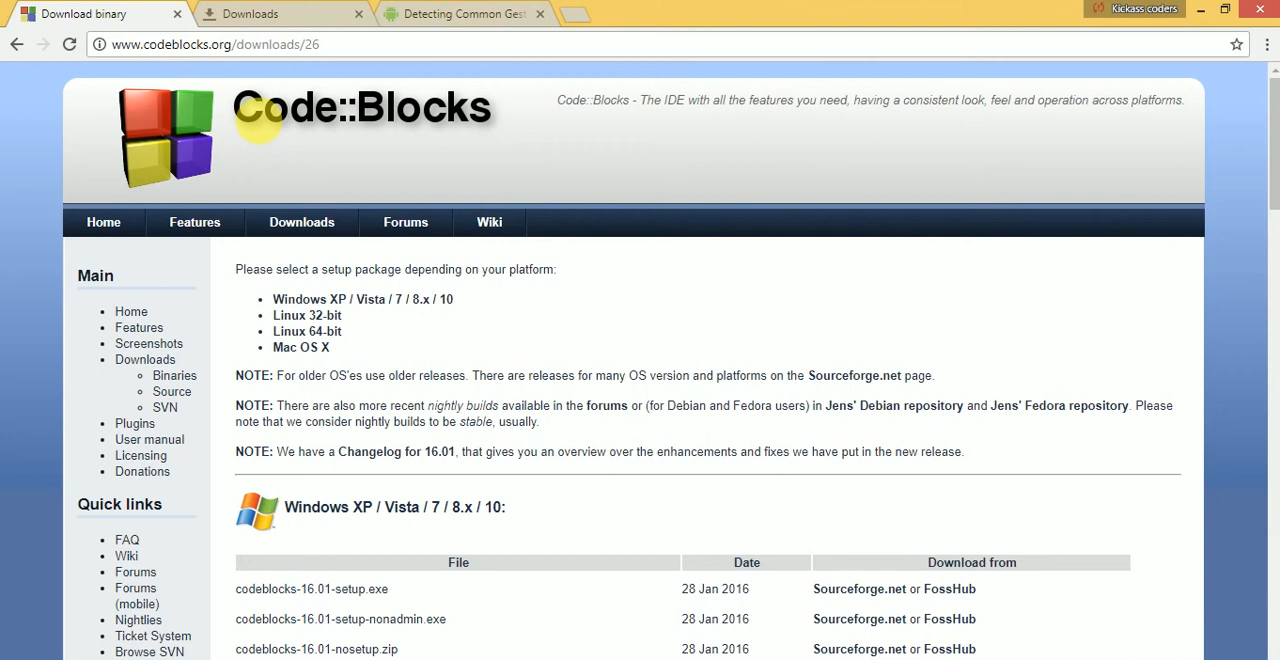 Download binary
Downloads
Detecting Common Gest
Kickass coders
www.codeblocks.org/downloads/26
Code::Blocks
Code::Blocks - The IDE with all the features you need, having a consistent look, feel and operation across platforms.
Home
Features
Downloads
Forums
Wiki
Main
Home
Features
Screenshots
Downloads
Binaries
Source
SVN
Plugins
User manual
Licensing
Donations
Quick links
FAQ
Wiki
Forums
Forums
(mobile)
Nightlies
Ticket System
Browse SVN
Please select a setup package depending on your platform:
Windows XP / Vista / 7 / 8.x / 10
Linux 32-bit
Linux 64-bit
Mac OS X
NOTE: For older OS'es use older releases. There are releases for many OS version and platforms on the Sourceforge.net page.
NOTE: There are also more recent nightly builds available in the forums or (for Debian and Fedora users) in Jens' Debian repository and Jens' Fedora repository. Please
note that we consider nightly builds to be stable, usually.
NOTE: We have a Changelog for 16.01, that gives you an overview over the enhancements and fixes we have put in the new release.
Windows XP / Vista / 7 / 8.x / 10:
File Date Download from
codeblocks-16.01-setup.exe 28 Jan 2016 Sourceforge.net or FossHub
codeblocks-16.01-setup-nonadmin.exe 28 Jan 2016 Sourceforge.net or FossHub
codeblocks-16.01-nosetup.zip 28 Jan 2016 Sourceforge.net or FossHub